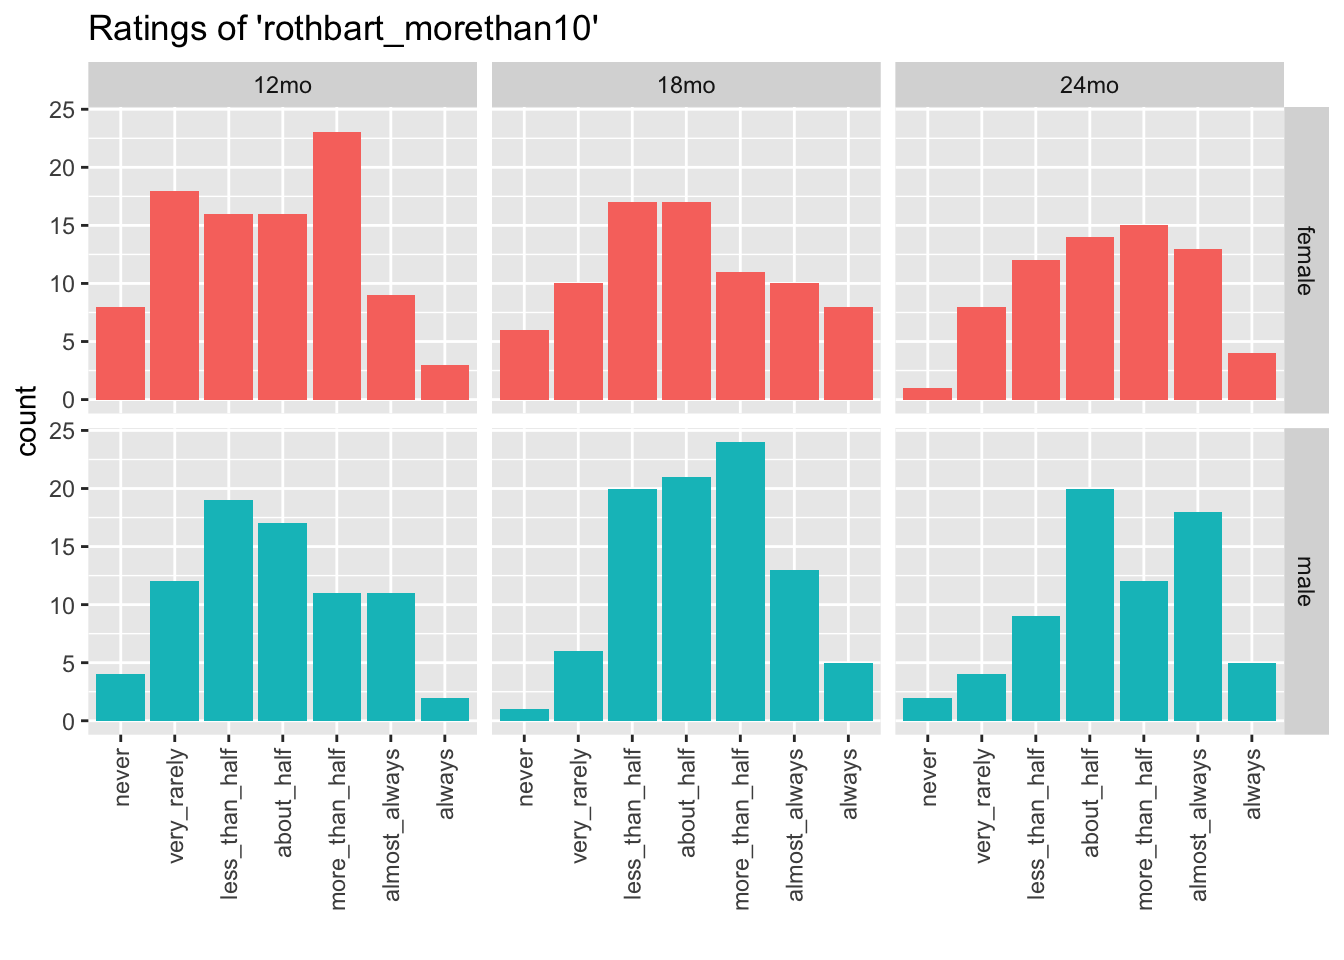 Ratings of 'rothbart_morethan10'
12mo 18mo 24mo
25
20
15
10
5
0
female
count
25
20
15
10
5
0
male
never very_rarely less_than_half about_half more_than_half almost_always always
never very_rarely less_than_half about_half more_than_half almost_always always
never very_rarely less_than_half about_half more_than_half almost_always always